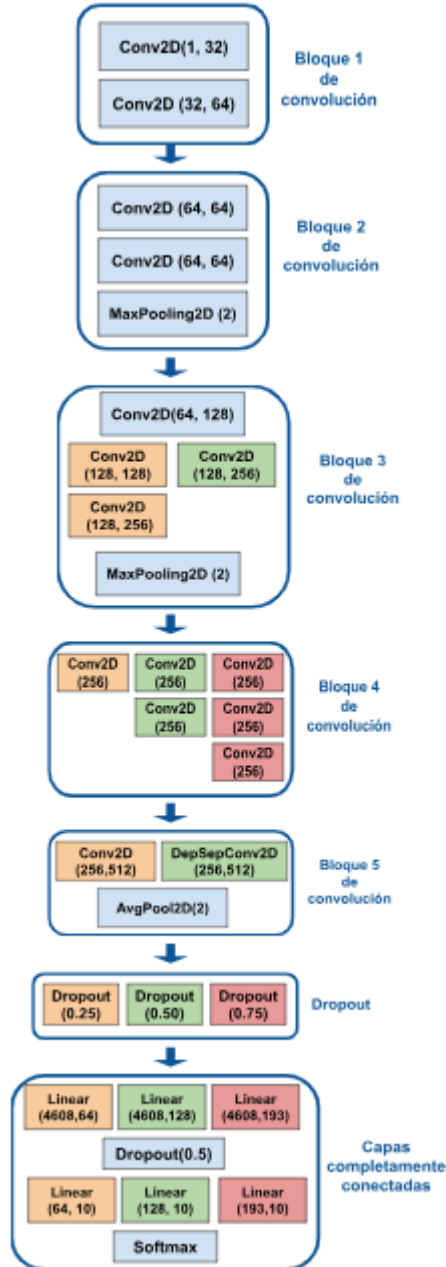 Conv2D(1, 32)
Conv2D (32, 64)
Bloque 1
de
convolución
Conv2D (64, 64)
Conv2D (64, 64)
MaxPooling2D (2)
Bloque 2
de
convolución
Conv2D(64, 128)
Conv2D
(128, 128)
Conv2D
(128, 256)
Conv2D
(128, 256)
MaxPooling2D (2)
Bloque 3
de
convolución
Conv2D
(256)
Conv2D
(256)
Conv2D
(256)
Conv2D
(256)
Conv2D
(256)
Conv2D
(256)
Bloque 4
de
convolución
Conv2D
(256,512)
DepSepConv2D
(256,512)
AvgPool2D(2)
Bloque 5
de
convolución
Dropout
(0.25)
Dropout
(0.50)
Dropout
(0.75)
Dropout
Linear
(4608,64)
Linear
(4608,128)
Linear
(4608,193)
Dropout(0.5)
Linear
(64, 10)
Linear
(128, 10)
Linear
(193,10)
Softmax
Capas
completamente
conectadas